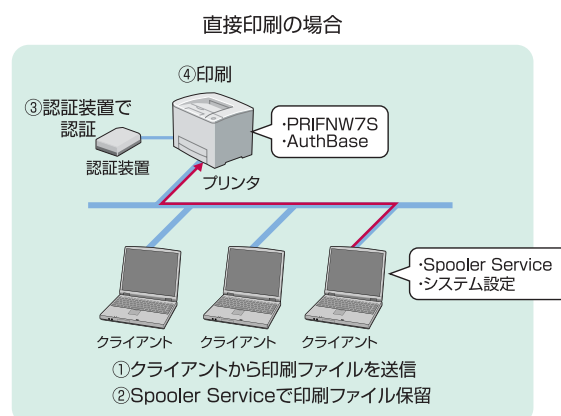 直接印刷の場合
④印刷
③認証装置で
認証
・PRIFNW7S
・AuthBase
認証装置
プリンタ
・Spooler Service
・システム設定
クライアント
クライアント
クライアント
①クライアントから印刷ファイルを送信
②Spooler Serviceで印刷ファイル保留